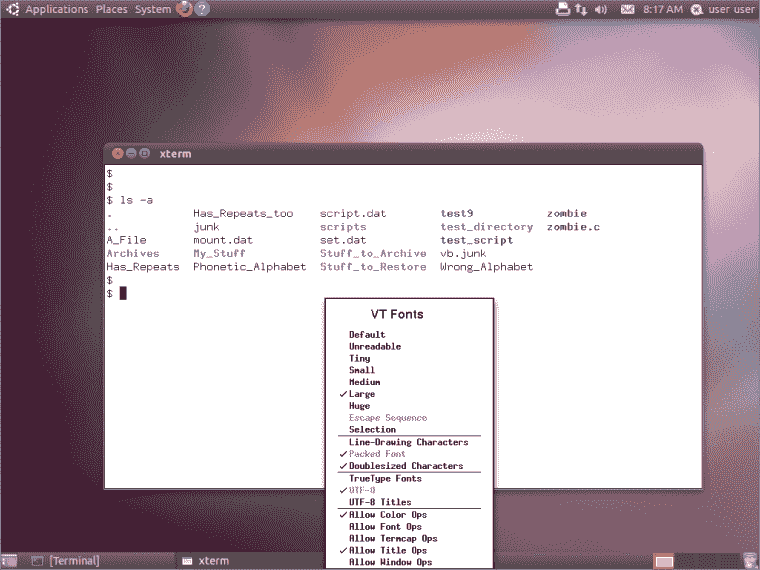 Applications Places System ? 8:17 AM user user
xterm
$
$
$ ls -a
. Has_Repeats_too script.dat test9 zombie
.. junk scripts test_directory zombie.c
A_File mount.dat set.dat test_script
Archives My_Stuff Stuff_to_Archive vb.junk
Has_Repeats Phonetic_Alphabet Stuff_to_Restore Wrong_Alphabet
$
$
VT Fonts
Default
Unreadable
Tiny
Small
Medium
✓Large
Huge
Escape Sequence
Selection
Line-Drawing Characters
✓Packed Font
✓Doublesized Characters
TrueType Fonts
✓UTF-8
UTF-8 Titles
✓Allow Color Ops
Allow Font Ops
Allow Termcap Ops
✓Allow Title Ops
Allow Window Ops
[Terminal] xterm